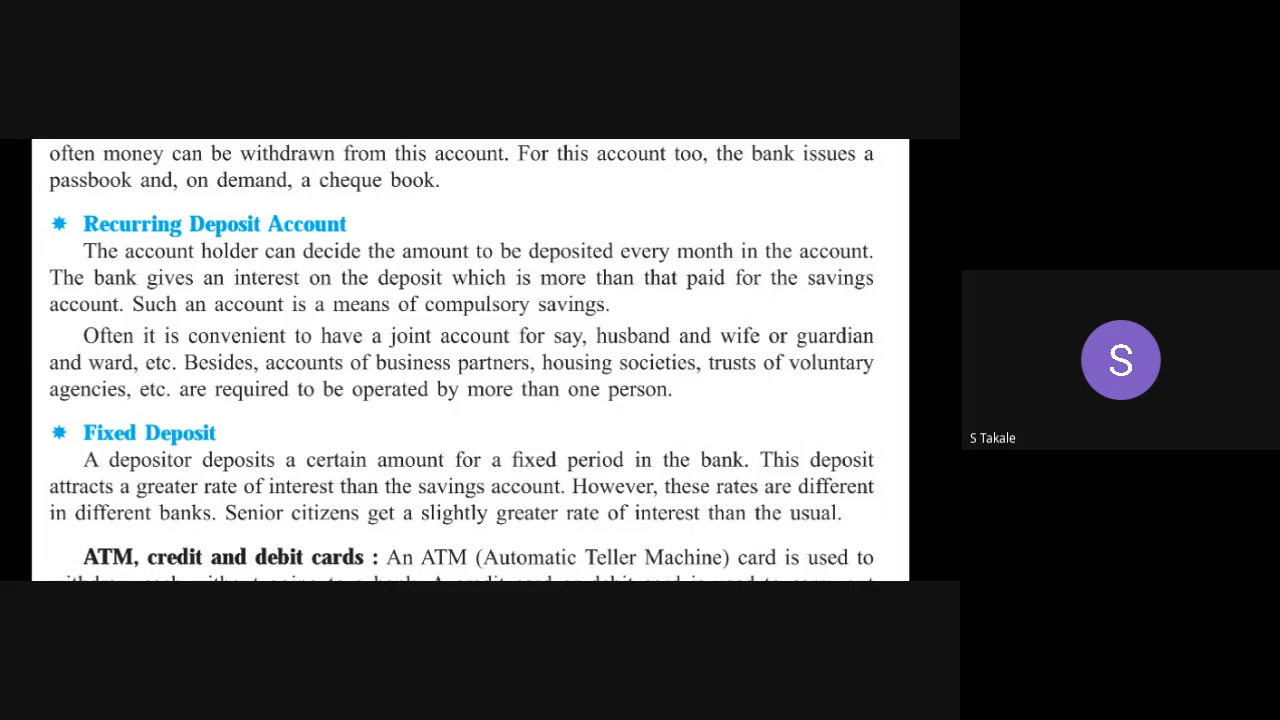 often money can be withdrawn from this account. For this account too, the bank issues a
passbook and, on demand, a cheque book.
✷ Recurring Deposit Account
The account holder can decide the amount to be deposited every month in the account.
The bank gives an interest on the deposit which is more than that paid for the savings
account. Such an account is a means of compulsory savings.
Often it is convenient to have a joint account for say, husband and wife or guardian
and ward, etc. Besides, accounts of business partners, housing societies, trusts of voluntary
agencies, etc. are required to be operated by more than one person.
✷ Fixed Deposit
A depositor deposits a certain amount for a fixed period in the bank. This deposit
attracts a greater rate of interest than the savings account. However, these rates are different
in different banks. Senior citizens get a slightly greater rate of interest than the usual.
ATM, credit and debit cards : An ATM (Automatic Teller Machine) card is used to
S
S Takale